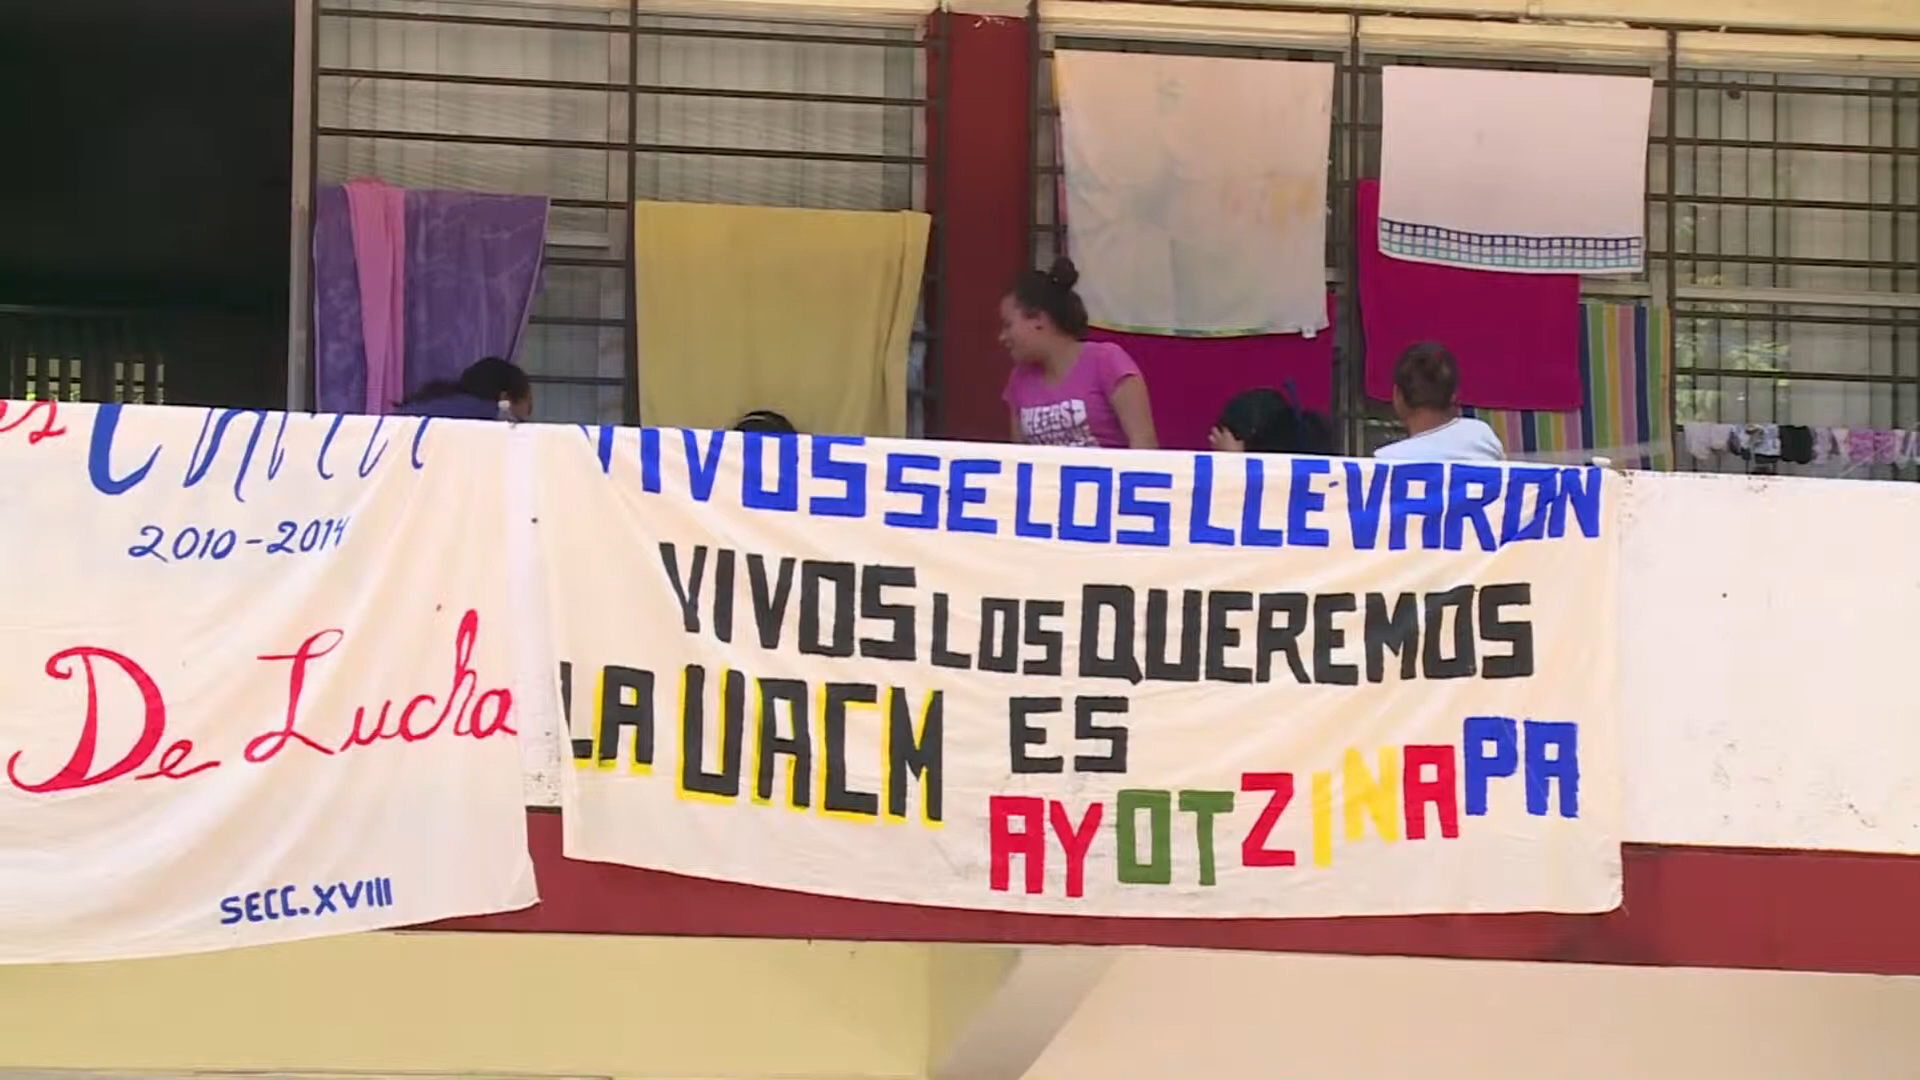 2010-2014
De Lucha
SECC.XVIII
VIVOS SE LOS LLEVARON
VIVOS LOS QUEREMOS
LA UACM ES
AYOTZINAPA